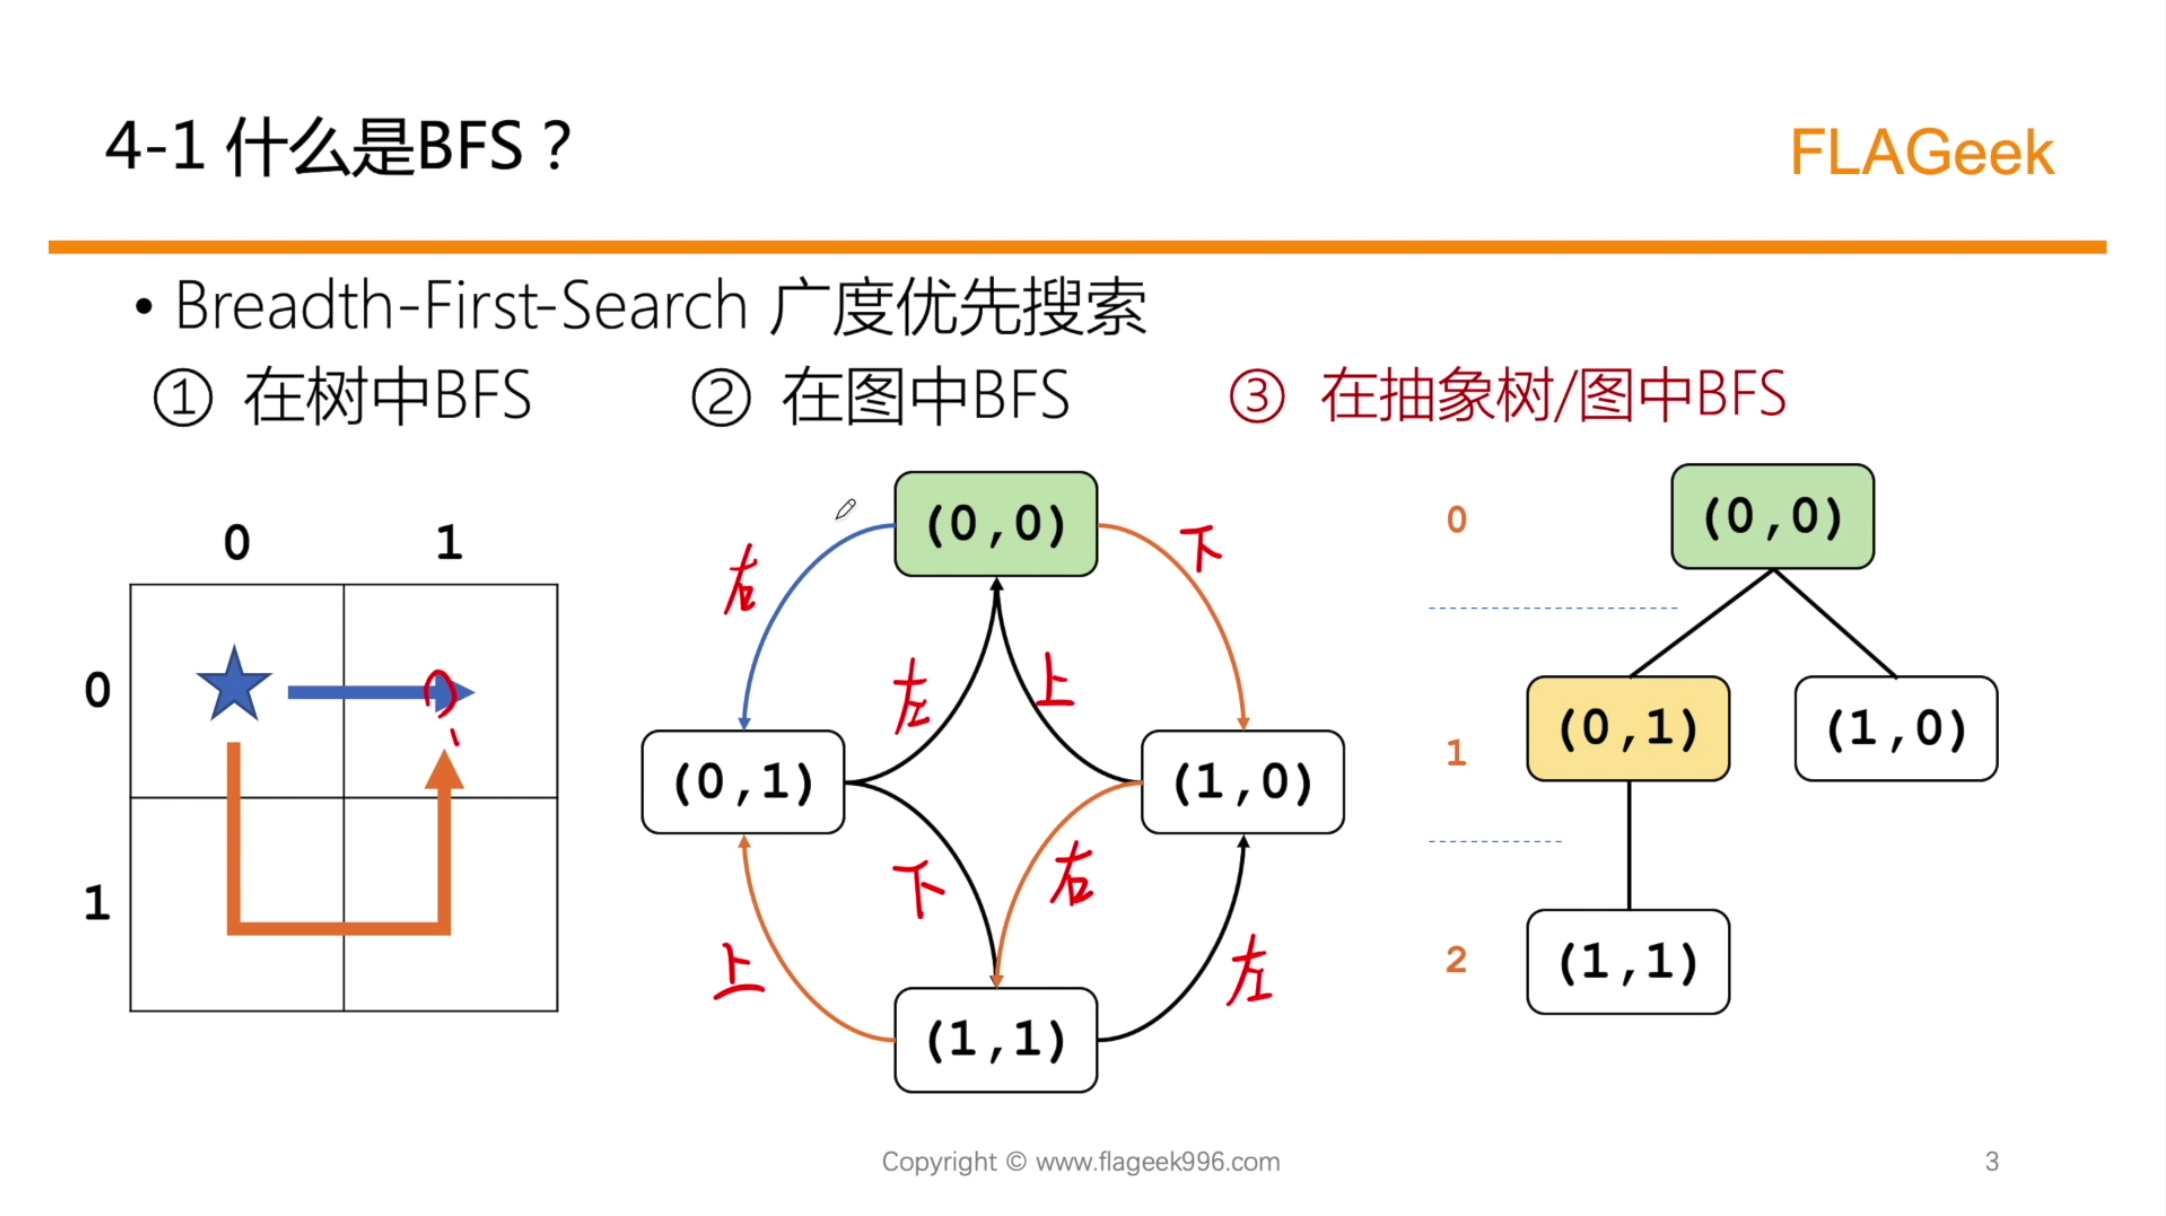 4-1 什么是BFS？
FLAGeek
• Breadth-First-Search 广度优先搜索
① 在树中BFS ② 在图中BFS ③ 在抽象树/图中BFS
0 1
0
1
?
(0,0)
右
下
左
上
(0,1)
(1,0)
下
右
上
左
(1,1)
0
(0,0)
1
(0,1)
(1,0)
2
(1,1)
Copyright © www.flageek996.com
3